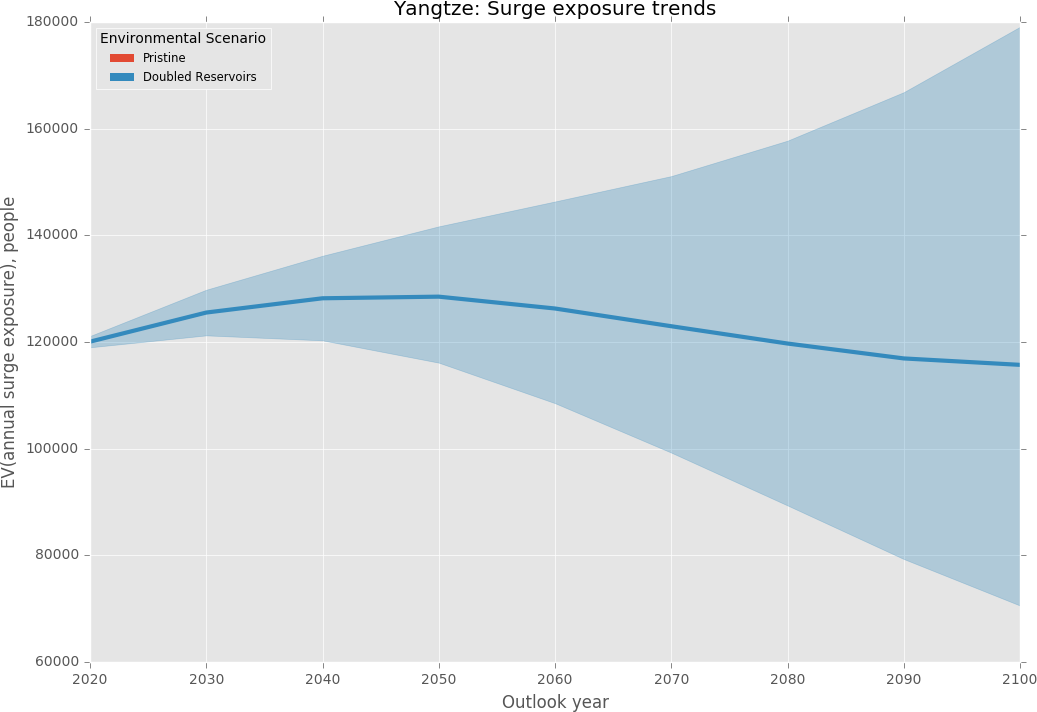 Yangtze: Surge exposure trends
Environmental Scenario
Pristine
Doubled Reservoirs
EV(annual surge exposure), people
180000
160000
140000
120000
100000
80000
60000
2020 2030 2040 2050 2060 2070 2080 2090 2100
Outlook year